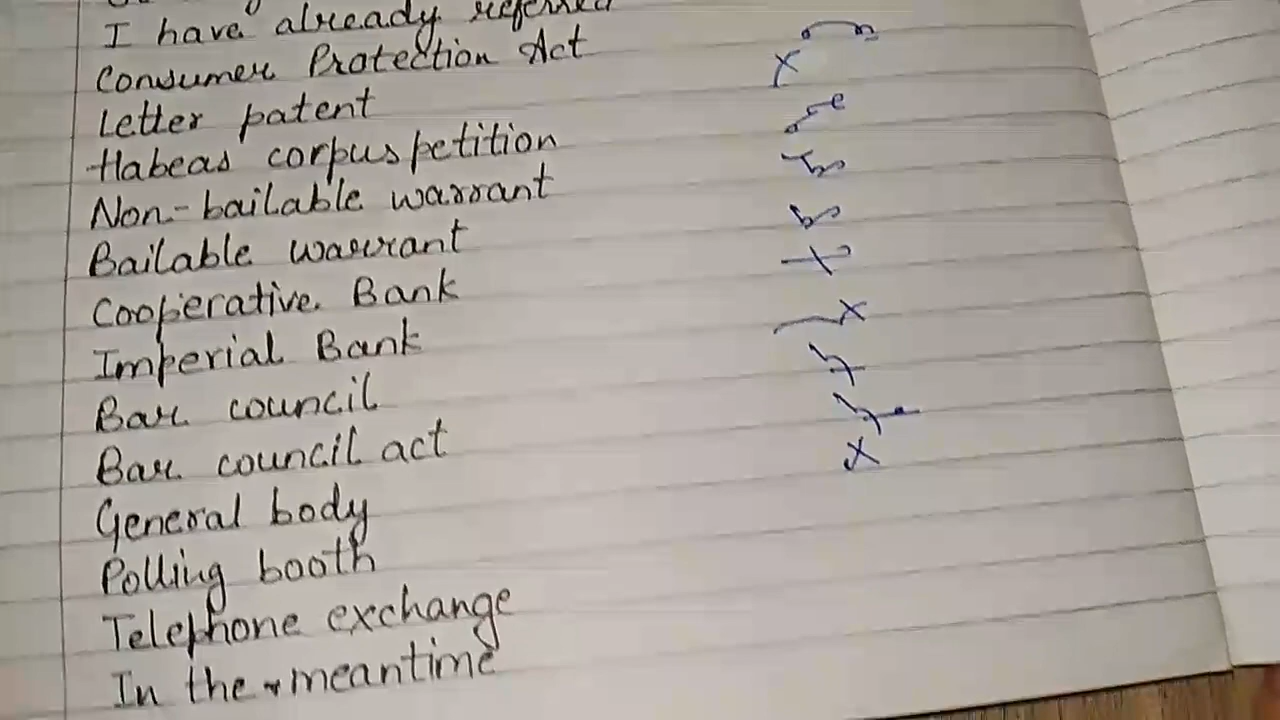 I have already referred
Consumer Protection Act
Letter patent
Habeas corpus petition
Non-bailable warrant
Bailable warrant
Cooperative Bank
Imperial Bank
Bar council
Bar council act
General body
Polling booth
Telephone exchange
In the meantime